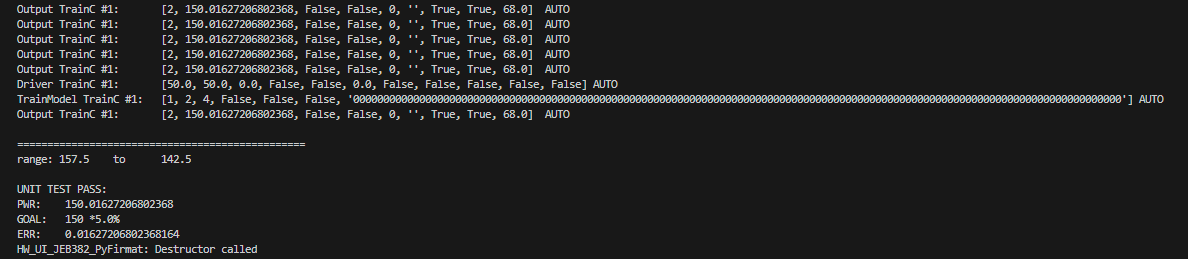 Output TrainC #1: [2, 150.01627206802368, False, False, 0, '', True, True, 68.0] AUTO
Output TrainC #1: [2, 150.01627206802368, False, False, 0, '', True, True, 68.0] AUTO
Output TrainC #1: [2, 150.01627206802368, False, False, 0, '', True, True, 68.0] AUTO
Output TrainC #1: [2, 150.01627206802368, False, False, 0, '', True, True, 68.0] AUTO
Output TrainC #1: [2, 150.01627206802368, False, False, 0, '', True, True, 68.0] AUTO
Driver TrainC #1: [50.0, 50.0, 0.0, False, False, 0.0, False, False, False, False, False] AUTO
TrainModel TrainC #1: [1, 2, 4, False, False, False, '00000000000000000000000000000000000000000000000000000000000000000000000000000000000000000000000000000000000000000000000000000000'] AUTO
Output TrainC #1: [2, 150.01627206802368, False, False, 0, '', True, True, 68.0] AUTO
================================================
range: 157.5 to 142.5
UNIT TEST PASS:
PWR: 150.01627206802368
GOAL: 150 *5.0%
ERR: 0.01627206802368164
HW_UI_JEB382_PyFirmat: Destructor called